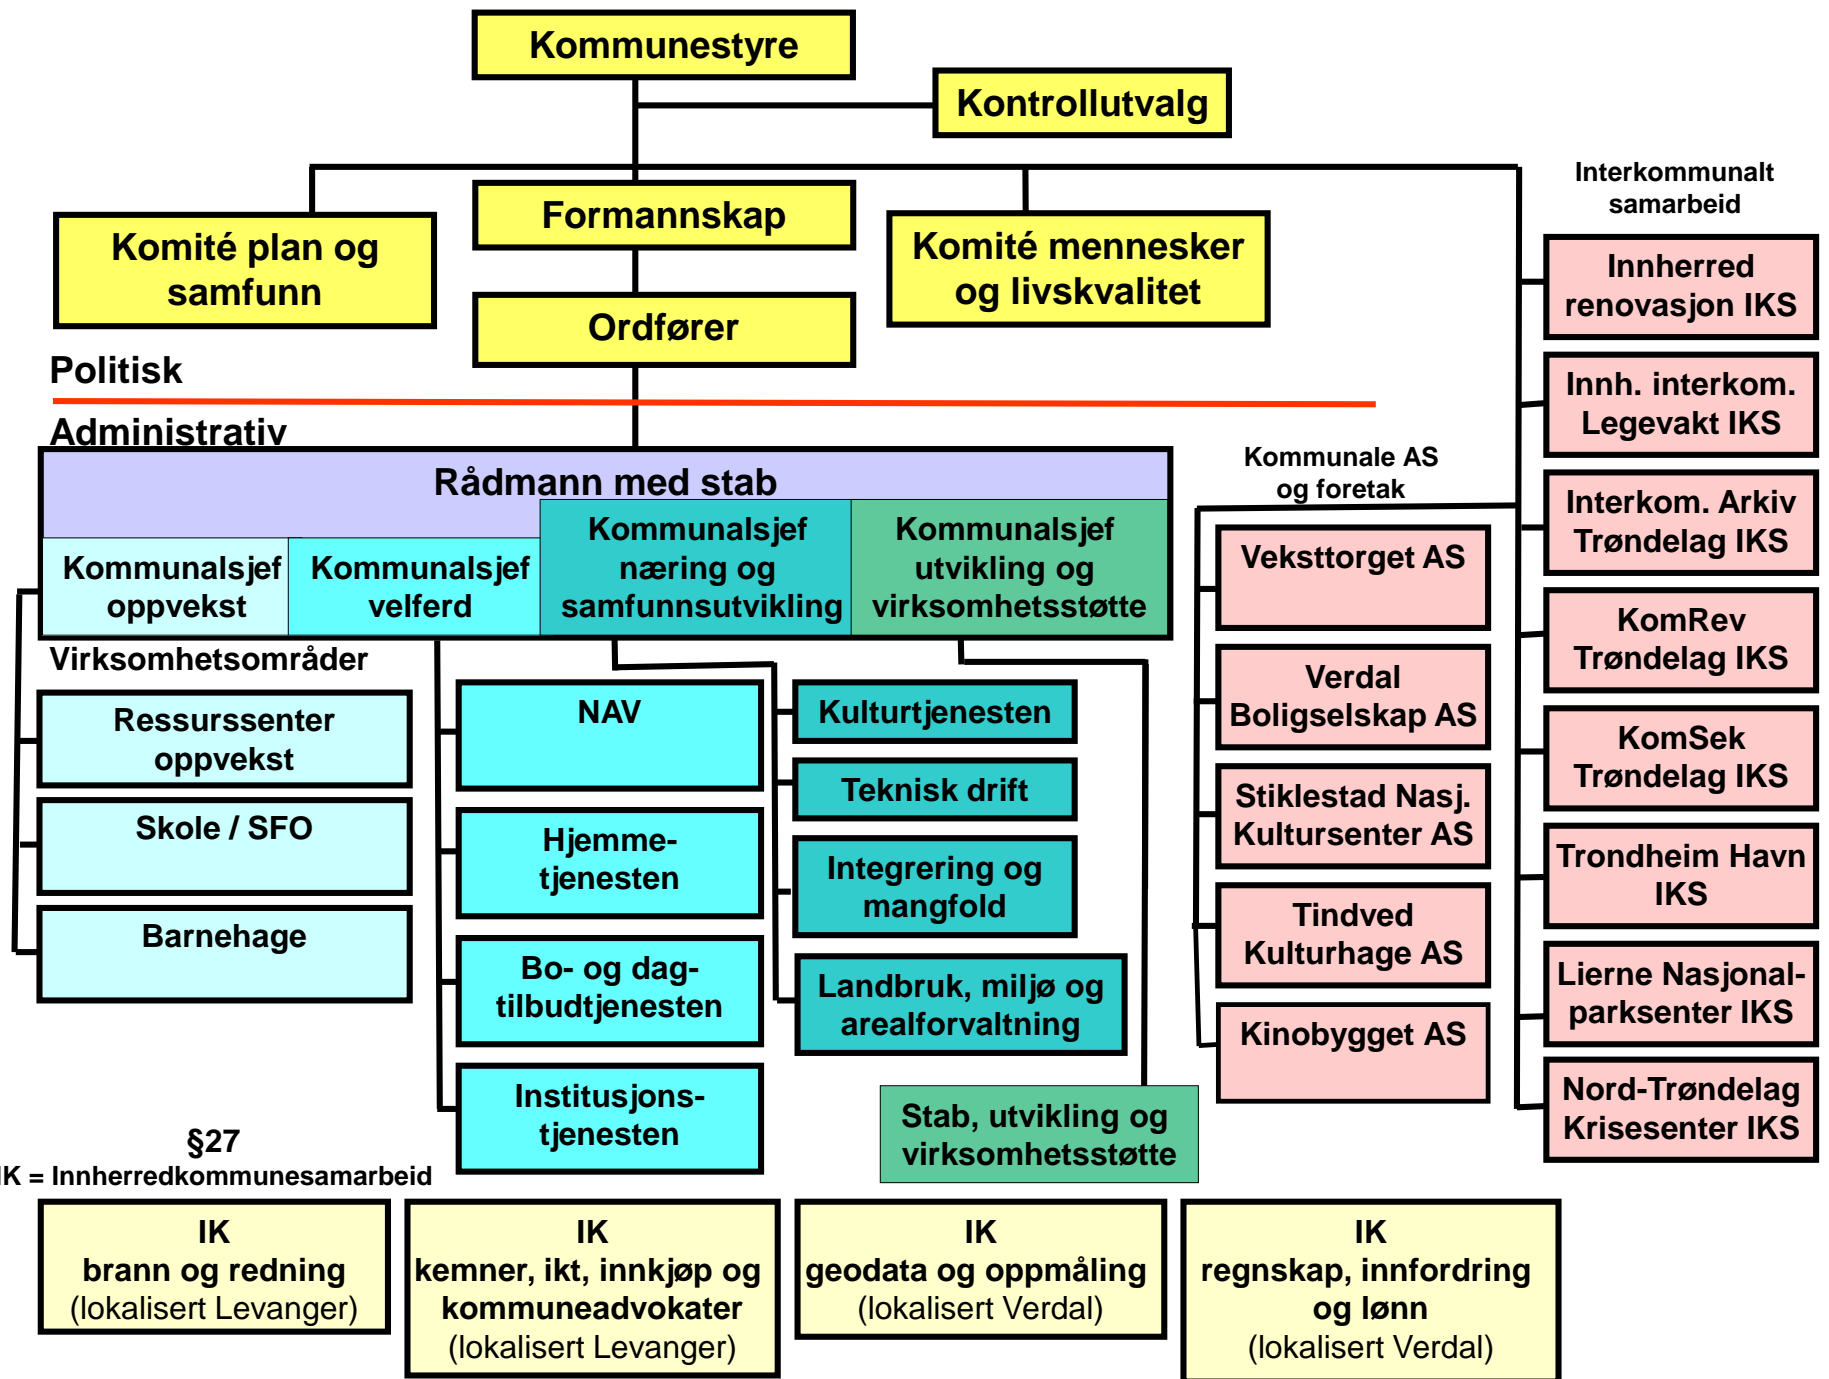 Kommunestyre
Kontrollutvalg
Formannskap
Komité plan og
samfunn
Komité mennesker
og livskvalitet
Ordfører
Politisk
Administrativ
Rådmann med stab
Kommunalsjef
oppvekst
Kommunalsjef
velferd
Kommunalsjef
næring og
samfunnsutvikling
Kommunalsjef
utvikling og
virksomhetsstøtte
Virksomhetsområder
Ressurssenter
oppvekst
Skole / SFO
Barnehage
NAV
Hjemme-
tjenesten
Bo- og dag-
tilbudtjenesten
Institusjons-
tjenesten
Kulturtjenesten
Teknisk drift
Integrering og
mangfold
Landbruk, miljø og
arealforvaltning
Stab, utvikling og
virksomhetsstøtte
Kommunale AS
og foretak
Veksttorget AS
Verdal
Boligselskap AS
Stiklestad Nasj.
Kultursenter AS
Tindved
Kulturhage AS
Kinobygget AS
Interkommunalt
samarbeid
Innherred
renovasjon IKS
Innh. interkom.
Legevakt IKS
Interkom. Arkiv
Trøndelag IKS
KomRev
Trøndelag IKS
KomSek
Trøndelag IKS
Trondheim Havn
IKS
Lierne Nasjonal-
parksenter IKS
Nord-Trøndelag
Krisesenter IKS
§27
IK = Innherredkommunesamarbeid
IK
brann og redning
(lokalisert Levanger)
IK
kemner, ikt, innkjøp og
kommuneadvokater
(lokalisert Levanger)
IK
geodata og oppmåling
(lokalisert Verdal)
IK
regnskap, innfordring
og lønn
(lokalisert Verdal)